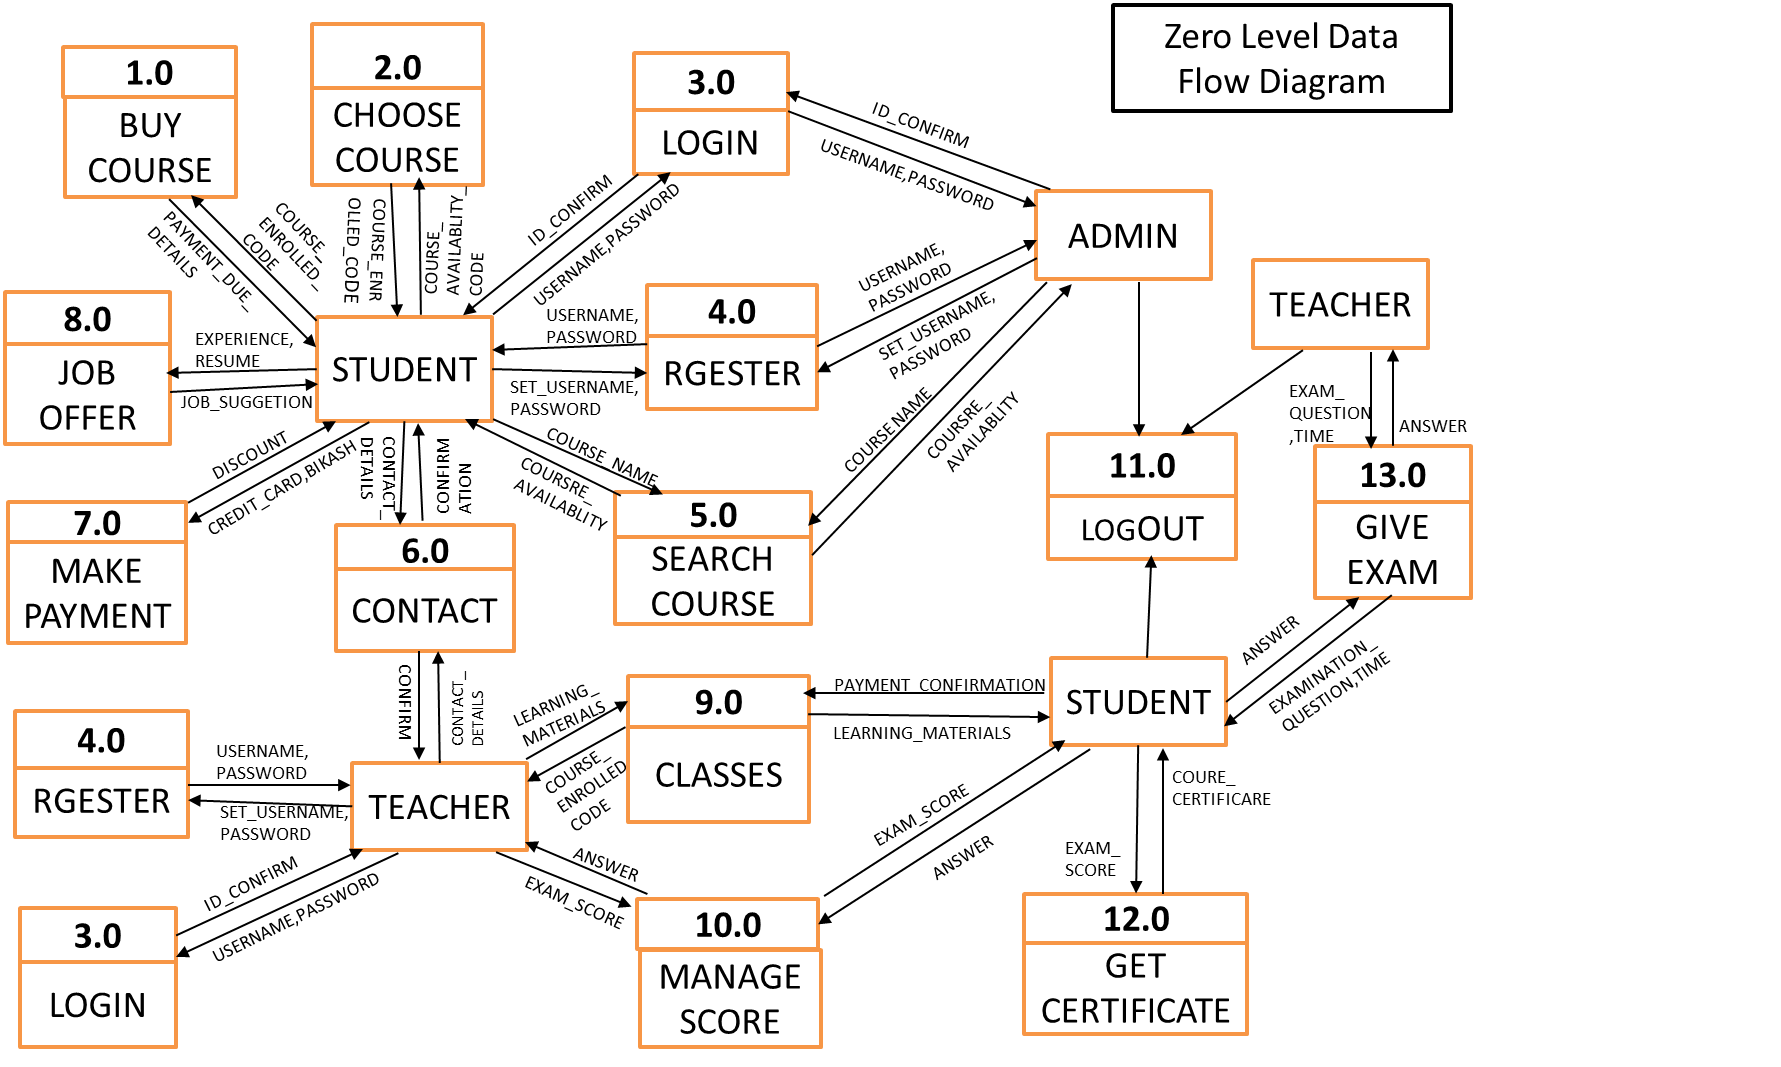 Zero Level Data
Flow Diagram
1.0
BUY
COURSE
2.0
CHOOSE
COURSE
3.0
LOGIN
ID_CONFIRM
USERNAME,PASSWORD
ADMIN
TEACHER
COURSE_
ENROLLED_
CODE
PAYMENT_DUE_
DETAILS
COURSE_ENR
OLLED_CODE
COURSE_
AVAILABLITY_
CODE
ID_CONFIRM
USERNAME,PASSWORD
8.0
JOB
OFFER
EXPERIENCE,
RESUME
JOB_SUGGETION
STUDENT
USERNAME,
PASSWORD
SET_USERNAME,
PASSWORD
4.0
RGESTER
USERNAME,
PASSWORD
SET_USERNAME,
PASSWORD
COURSE NAME
COURSRE_
AVAILABLITY
EXAM_
QUESTION
,TIME
ANSWER
DISCOUNT
CREDIT_CARD,BIKASH
CONTACT_
DETAILS
CONFIRM
ATION
COURSE_NAME
COURSRE_
AVAILABLITY
7.0
MAKE
PAYMENT
6.0
CONTACT
5.0
SEARCH
COURSE
11.0
LOGOUT
13.0
GIVE
EXAM
CONFIRM
CONTACT_
DETAILS
LEARNING_
MATERIALS
COURSE_
ENROLLED
CODE
9.0
CLASSES
PAYMENT_CONFIRMATION
LEARNING_MATERIALS
STUDENT
ANSWER
EXAMINATION_
QUESTION,TIME
4.0
RGESTER
USERNAME,
PASSWORD
SET_USERNAME,
PASSWORD
TEACHER
ID_CONFIRM
USERNAME,PASSWORD
ANSWER
EXAM_SCORE
EXAM_SCORE
ANSWER
COURE_
CERTIFICARE
EXAM_
SCORE
3.0
LOGIN
10.0
MANAGE
SCORE
12.0
GET
CERTIFICATE